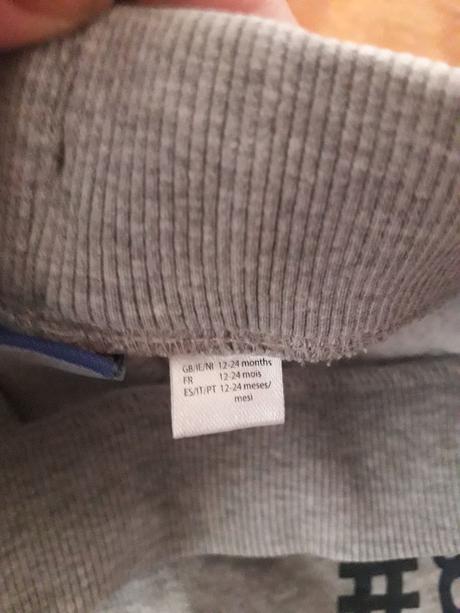 GB/IE/NI 12-24 months
FR 12-24 mois
ES/IT/PT 12-24 meses/
mesi
#